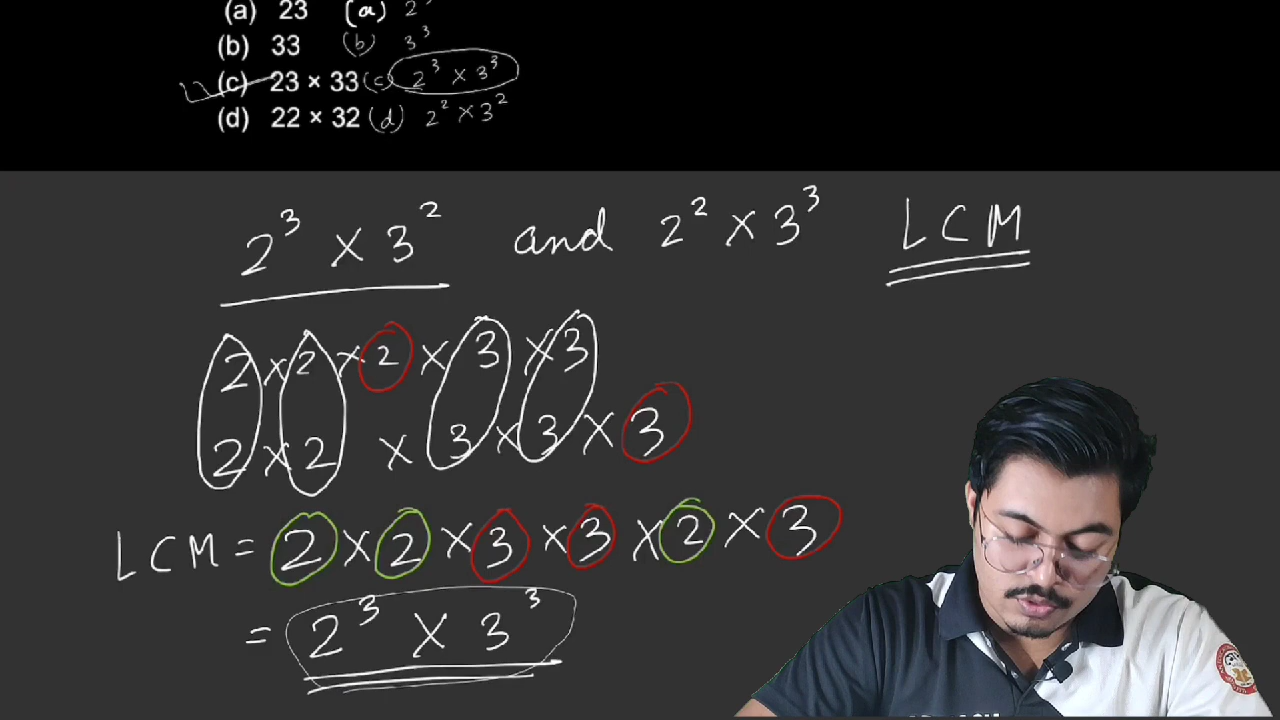 (a) 23 (a) 2³
(b) 33 (b) 3³
(c) 23 × 33 (c) 2³ × 3³
(d) 22 × 32 (d) 2² × 3²
2³ × 3² and 2² × 3³ LCM
2 × 2 × 2 × 3 × 3
2 × 2 × 3 × 3 × 3
LCM = 2 × 2 × 3 × 3 × 2 × 3
= 2³ × 3³